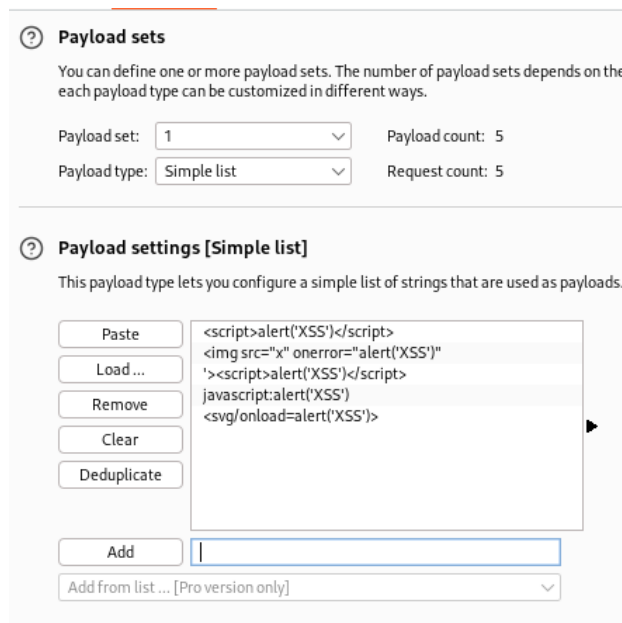 Payload sets
You can define one or more payload sets. The number of payload sets depends on the
each payload type can be customized in different ways.
Payload set: 1 Payload count: 5
Payload type: Simple list Request count: 5
Payload settings [Simple list]
This payload type lets you configure a simple list of strings that are used as payloads.
Paste
Load ...
Remove
Clear
Deduplicate
<script>alert('XSS')</script>
<img src="x" onerror="alert('XSS')"
'><script>alert('XSS')</script>
javascript:alert('XSS')
<svg/onload=alert('XSS')>
Add
Add from list ... [Pro version only]